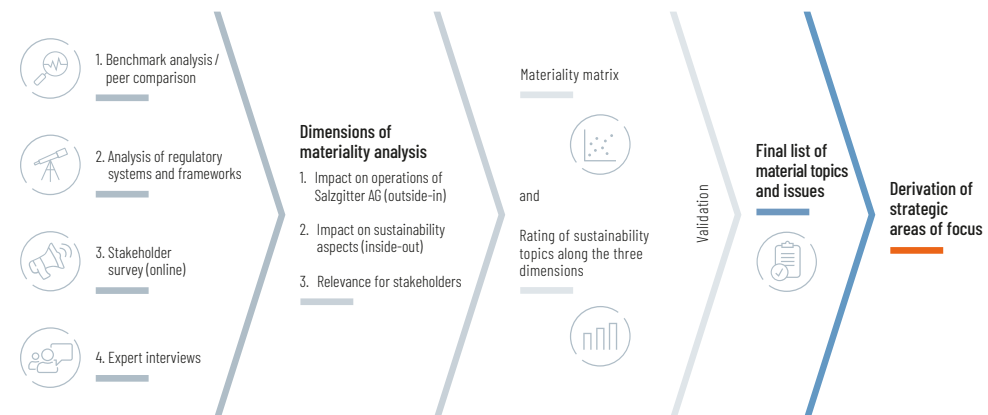 1. Benchmark analysis /
peer comparison
2. Analysis of regulatory
systems and frameworks
3. Stakeholder
survey (online)
4. Expert interviews
Dimensions of
materiality analysis
1. Impact on operations of
Salzgitter AG (outside-in)
2. Impact on sustainability
aspects (inside-out)
3. Relevance for stakeholders
Materiality matrix
and
Rating of sustainability
topics along the three
dimensions
Validation
Final list of
material topics
and issues
Derivation of
strategic
areas of focus